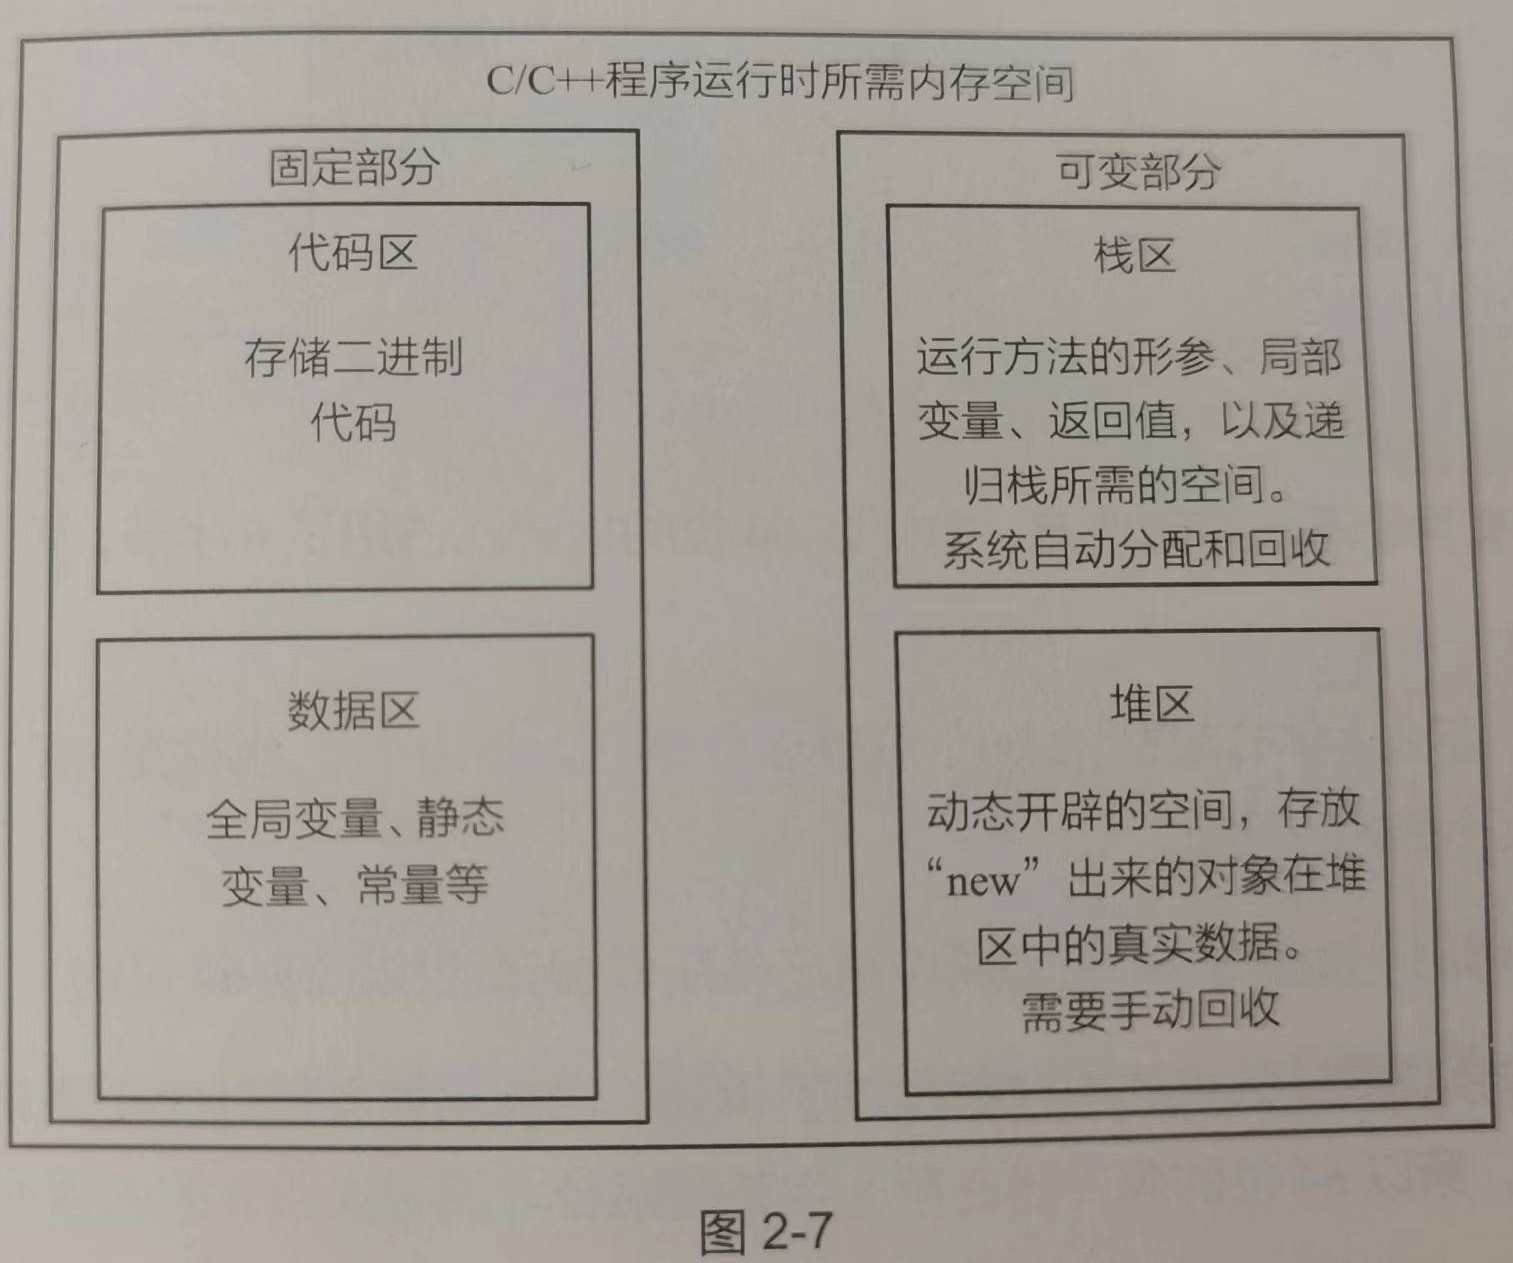 C/C++程序运行时所需内存空间
固定部分
代码区
存储二进制
代码
数据区
全局变量、静态
变量、常量等
可变部分
栈区
运行方法的形参、局部
变量、返回值，以及递
归栈所需的空间。
系统自动分配和回收
堆区
动态开辟的空间，存放
“new”出来的对象在堆
区中的真实数据。
需要手动回收
图 2-7